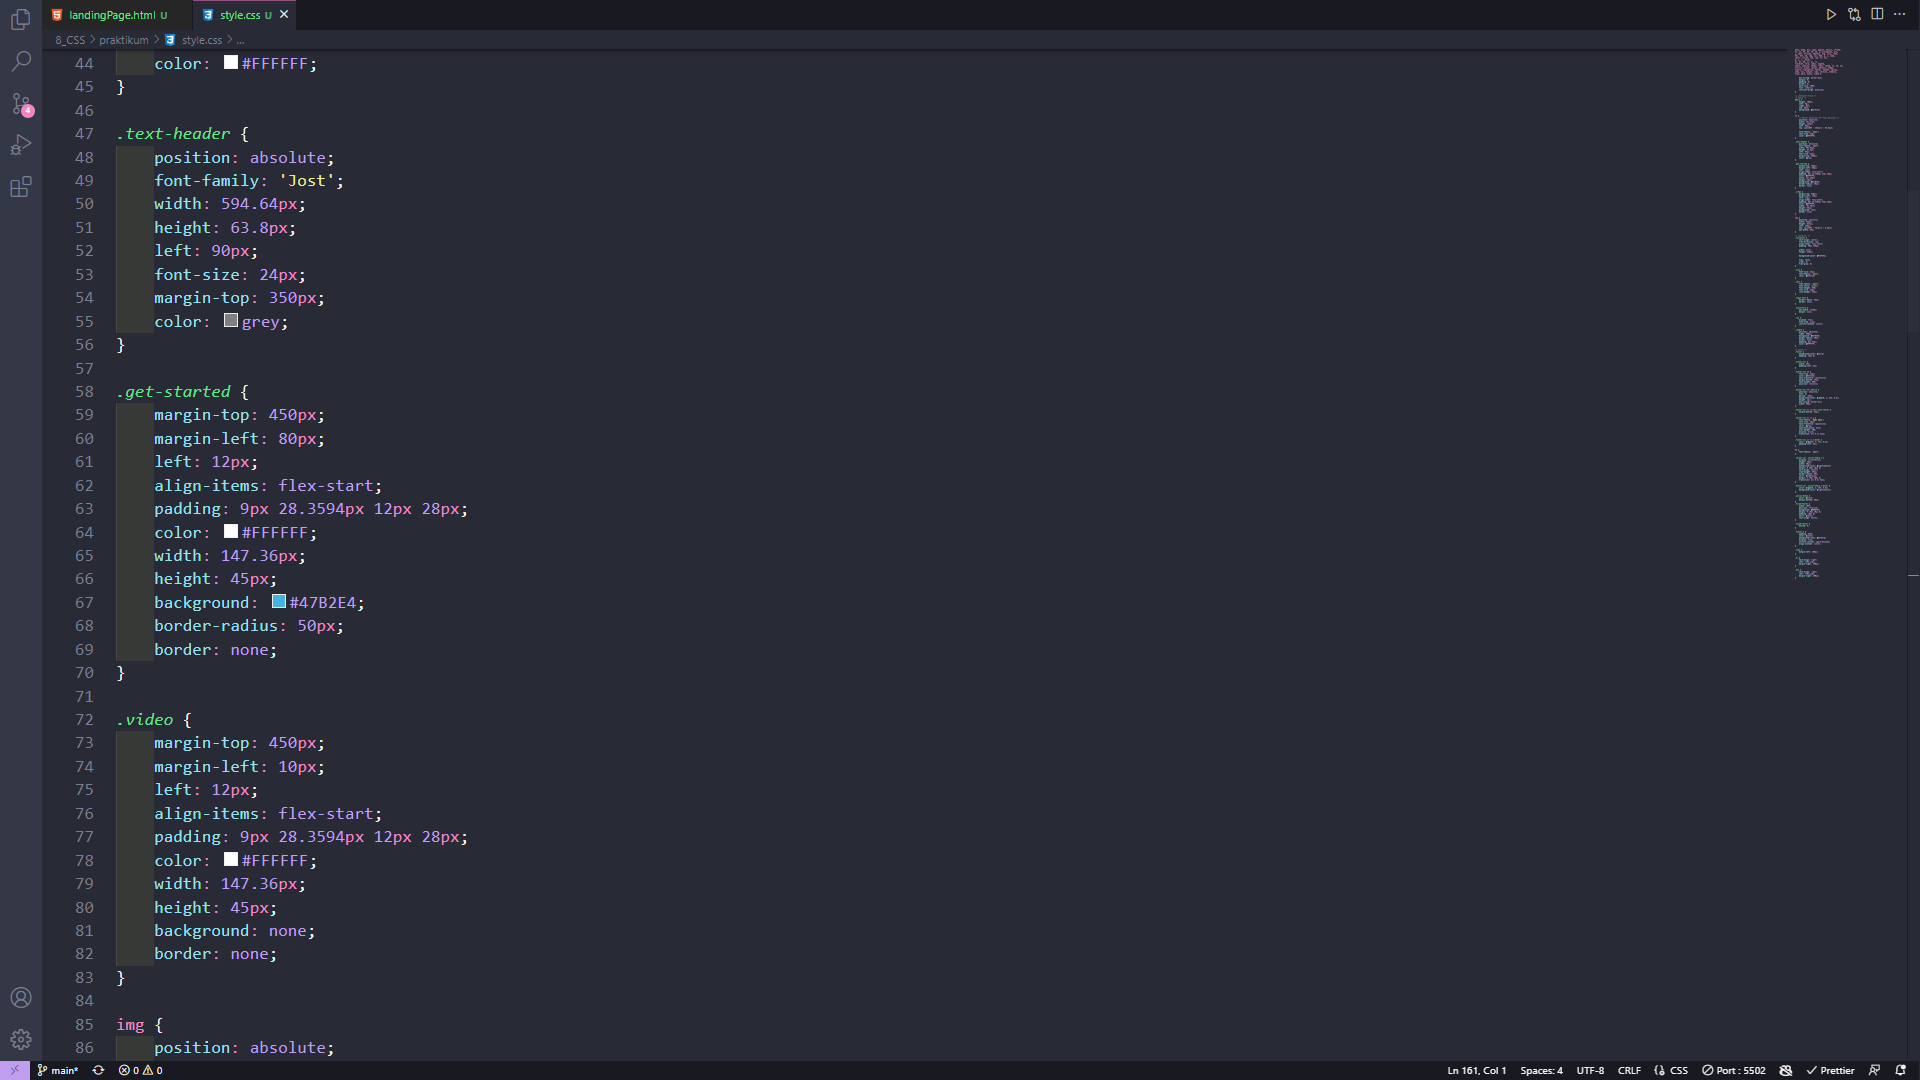 landingPage.html U
style.css U
8_CSS > praktikum > style.css > ...
44 color: #FFFFFF;
45 }
46
47 .text-header {
48 position: absolute;
49 font-family: 'Jost';
50 width: 594.64px;
51 height: 63.8px;
52 left: 90px;
53 font-size: 24px;
54 margin-top: 350px;
55 color: grey;
56 }
57
58 .get-started {
59 margin-top: 450px;
60 margin-left: 80px;
61 left: 12px;
62 align-items: flex-start;
63 padding: 9px 28.3594px 12px 28px;
64 color: #FFFFFF;
65 width: 147.36px;
66 height: 45px;
67 background: #47B2E4;
68 border-radius: 50px;
69 border: none;
70 }
71
72 .video {
73 margin-top: 450px;
74 margin-left: 10px;
75 left: 12px;
76 align-items: flex-start;
77 padding: 9px 28.3594px 12px 28px;
78 color: #FFFFFF;
79 width: 147.36px;
80 height: 45px;
81 background: none;
82 border: none;
83 }
84
85 img {
86 position: absolute;
4
main* 0 0 Ln 161, Col 1 Spaces: 4 UTF-8 CRLF {} CSS Port : 5502 Prettier